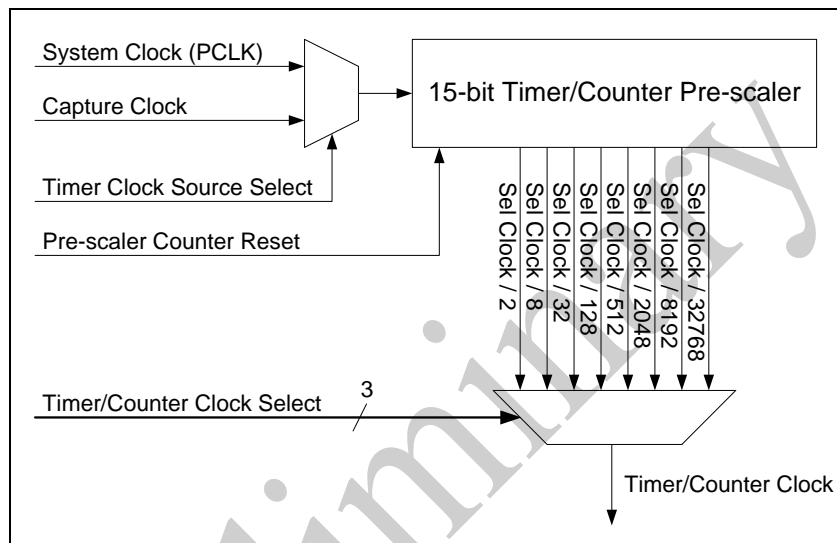 System Clock (PCLK)
15-bit Timer/Counter Pre-scaler
Capture Clock
Timer Clock Source Select
Pre-scaler Counter Reset
Sel Clock / 2
Sel Clock / 8
Sel Clock / 32
Sel Clock / 128
Sel Clock / 512
Sel Clock / 2048
Sel Clock / 8192
Sel Clock / 32768
Timer/Counter Clock Select
3
Timer/Counter Clock
liminary